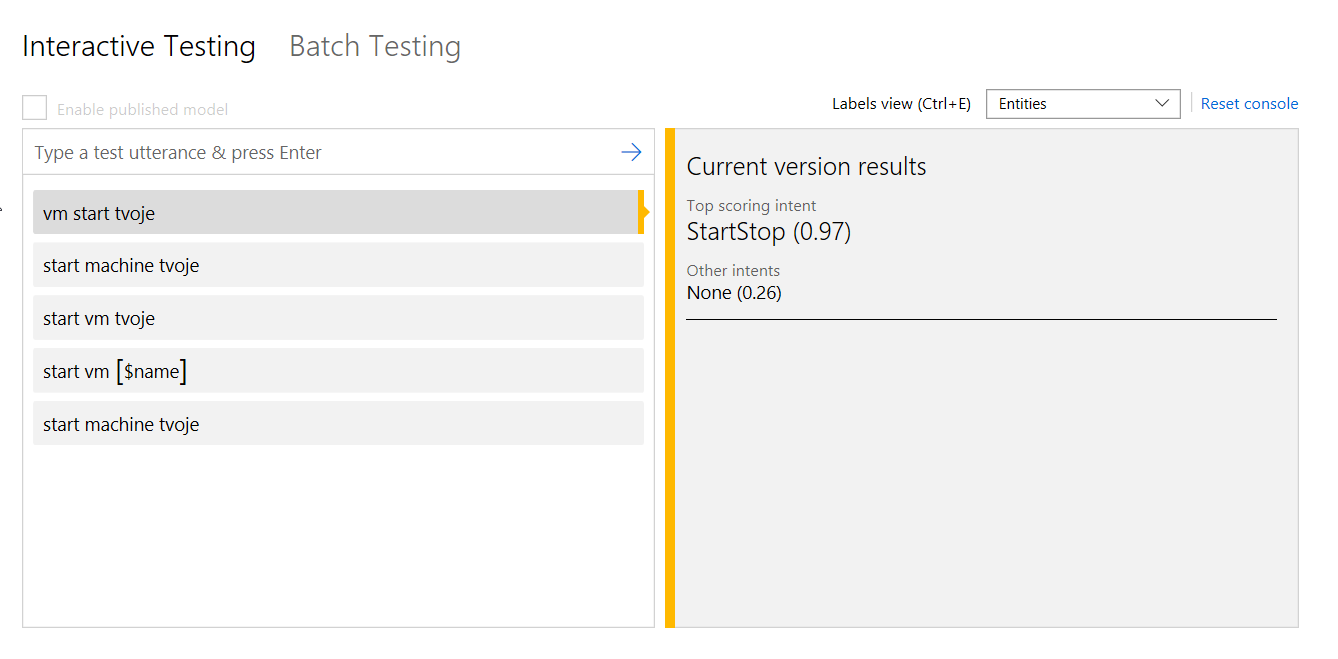 Interactive Testing Batch Testing
Enable published model
Labels view (Ctrl+E) Entities Reset console
Type a test utterance & press Enter
vm start tvoje
start machine tvoje
start vm tvoje
start vm [$name]
start machine tvoje
Current version results
Top scoring intent
StartStop (0.97)
Other intents
None (0.26)